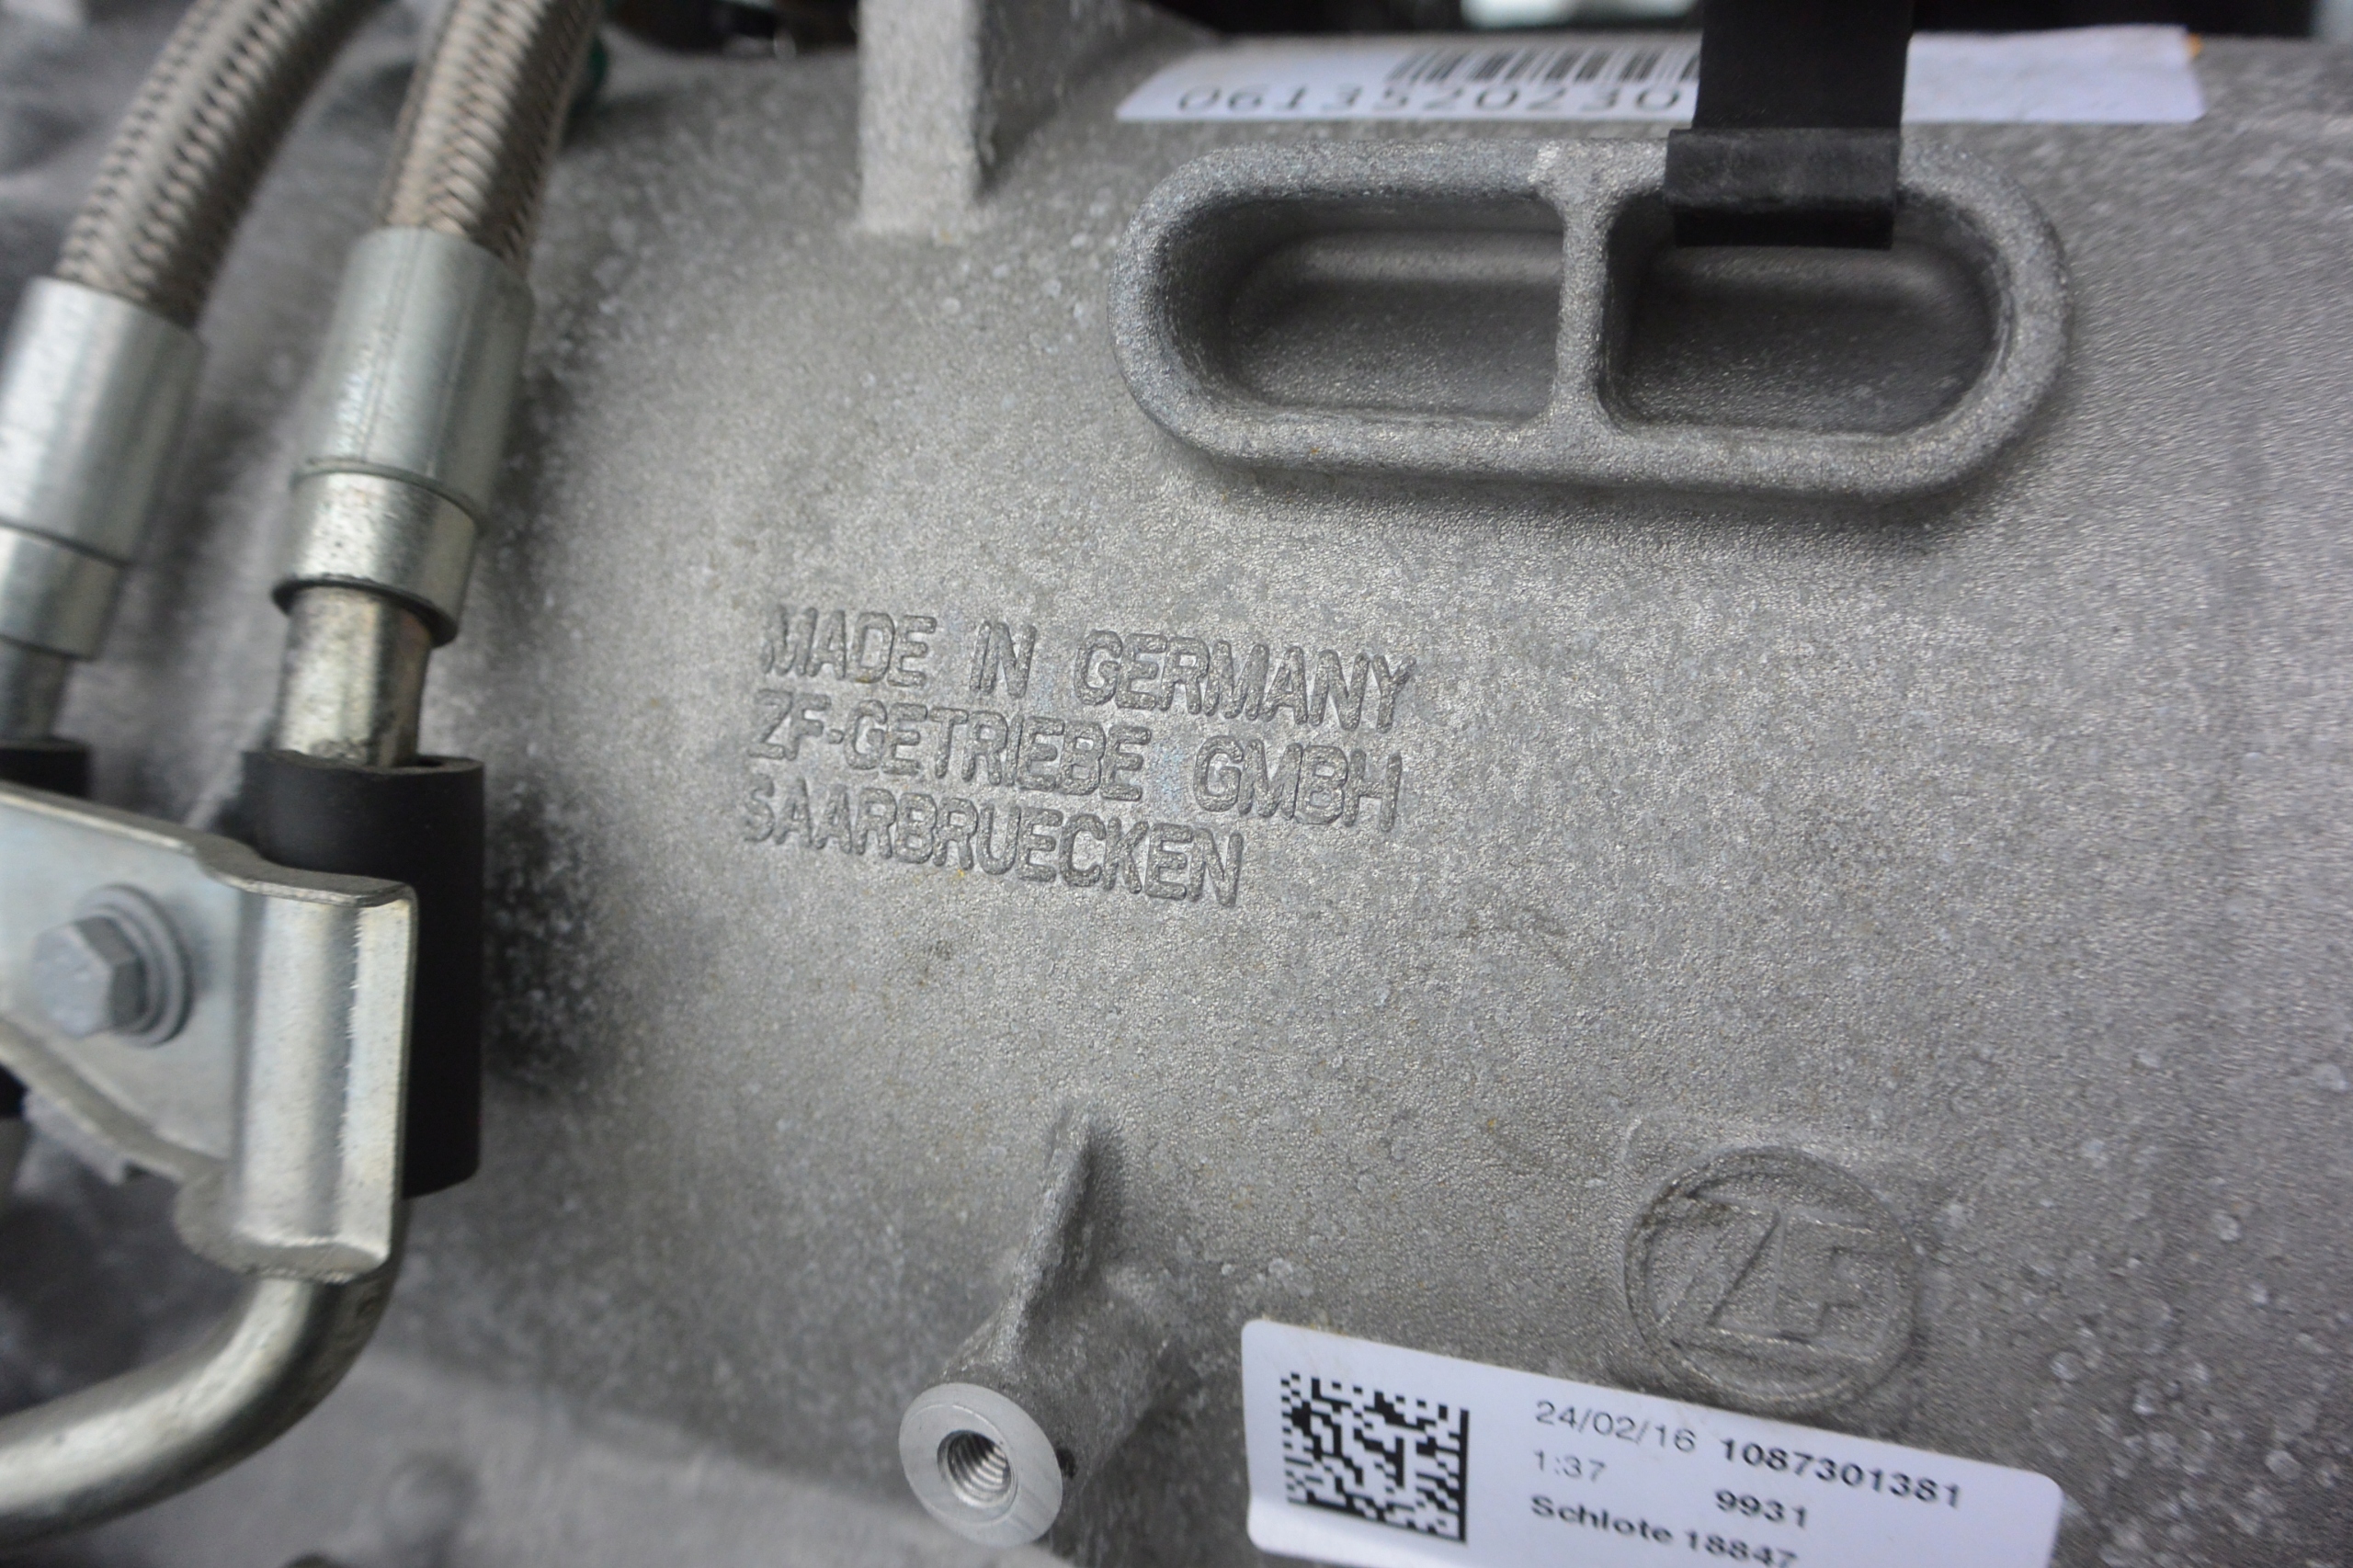 0613520230
MADE IN GERMANY
ZF-GETRIEBE GMBH
SAARBRUECKEN
ZF
24/02/16 1087301381
1:37 9931
Schlote 18847